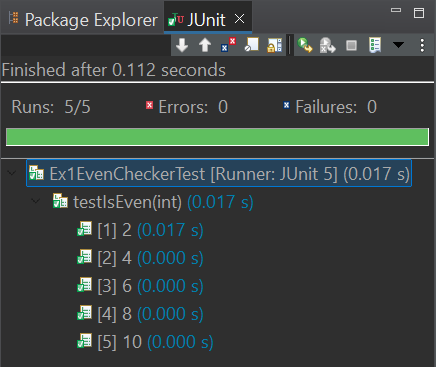 Package Explorer JUnit
Finished after 0.112 seconds
Runs: 5/5 Errors: 0 Failures: 0
Ex1EvenCheckerTest [Runner: JUnit 5] (0.017 s)
testIsEven(int) (0.017 s)
[1] 2 (0.017 s)
[2] 4 (0.000 s)
[3] 6 (0.000 s)
[4] 8 (0.000 s)
[5] 10 (0.000 s)